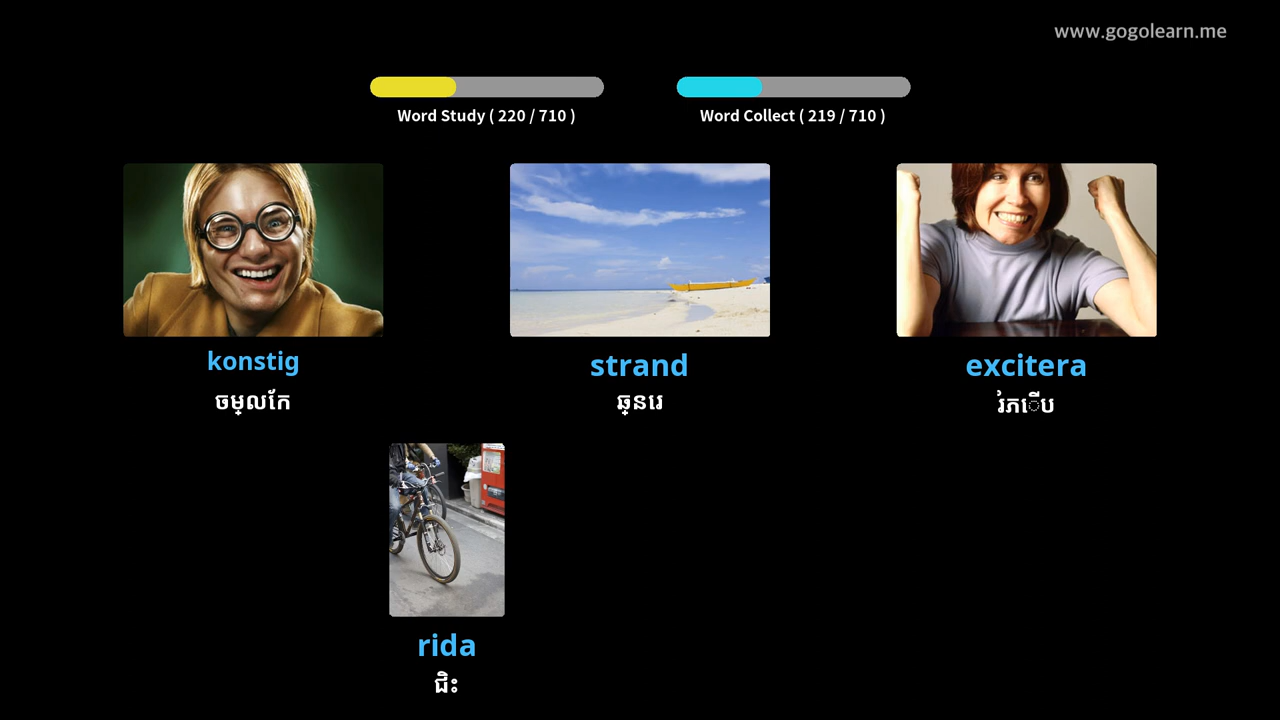 www.gogolearn.me
Word Study ( 220 / 710 )
Word Collect ( 219 / 710 )
konstig
strand
excitera
ចម្លែក
ឆ្នេរ
រំភើប
rida
ជិះ